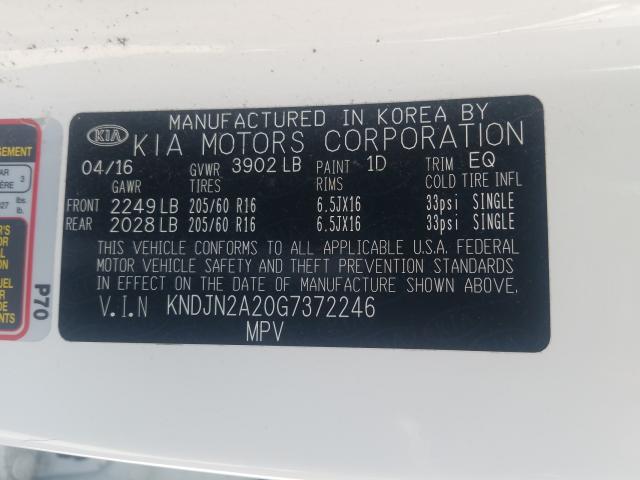 MANUFACTURED IN KOREA BY
KIA KIA MOTORS CORPORATION
04/16 GVWR 3902 LB PAINT 1D TRIM EQ
GAWR TIRES RIMS COLD TIRE INFL
FRONT 2249 LB 205/60 R16 6.5JX16 33psi SINGLE
REAR 2028 LB 205/60 R16 6.5JX16 33psi SINGLE
THIS VEHICLE CONFORMS TO ALL APPLICABLE U.S.A. FEDERAL
MOTOR VEHICLE SAFETY AND THEFT PREVENTION STANDARDS
IN EFFECT ON THE DATE OF MANUFACTURE SHOWN ABOVE.
V.I.N KNDJN2A20G7372246
MPV
P70
3
lbs.
lb.